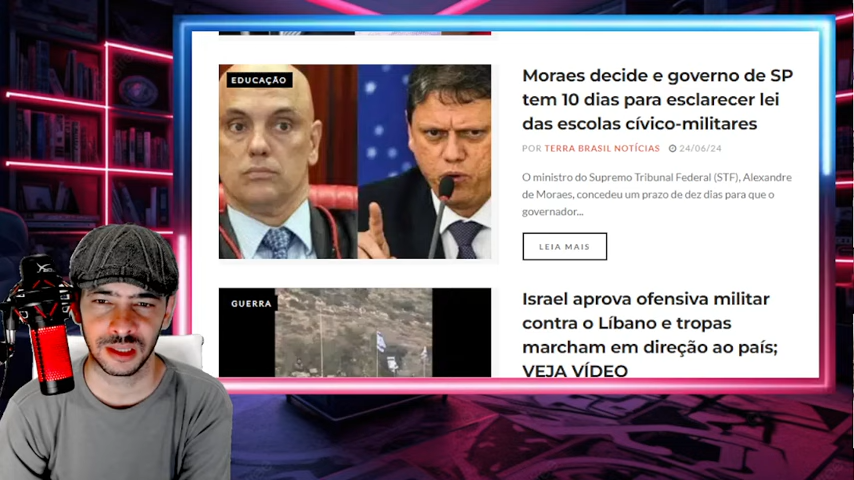 EDUCAÇÃO
Moraes decide e governo de SP
tem 10 dias para esclarecer lei
das escolas cívico-militares
POR TERRA BRASIL NOTÍCIAS 24/06/24
O ministro do Supremo Tribunal Federal (STF), Alexandre
de Moraes, concedeu um prazo de dez dias para que o
governador...
LEIA MAIS
GUERRA
Israel aprova ofensiva militar
contra o Líbano e tropas
marcham em direção ao país;
VEJA VÍDEO